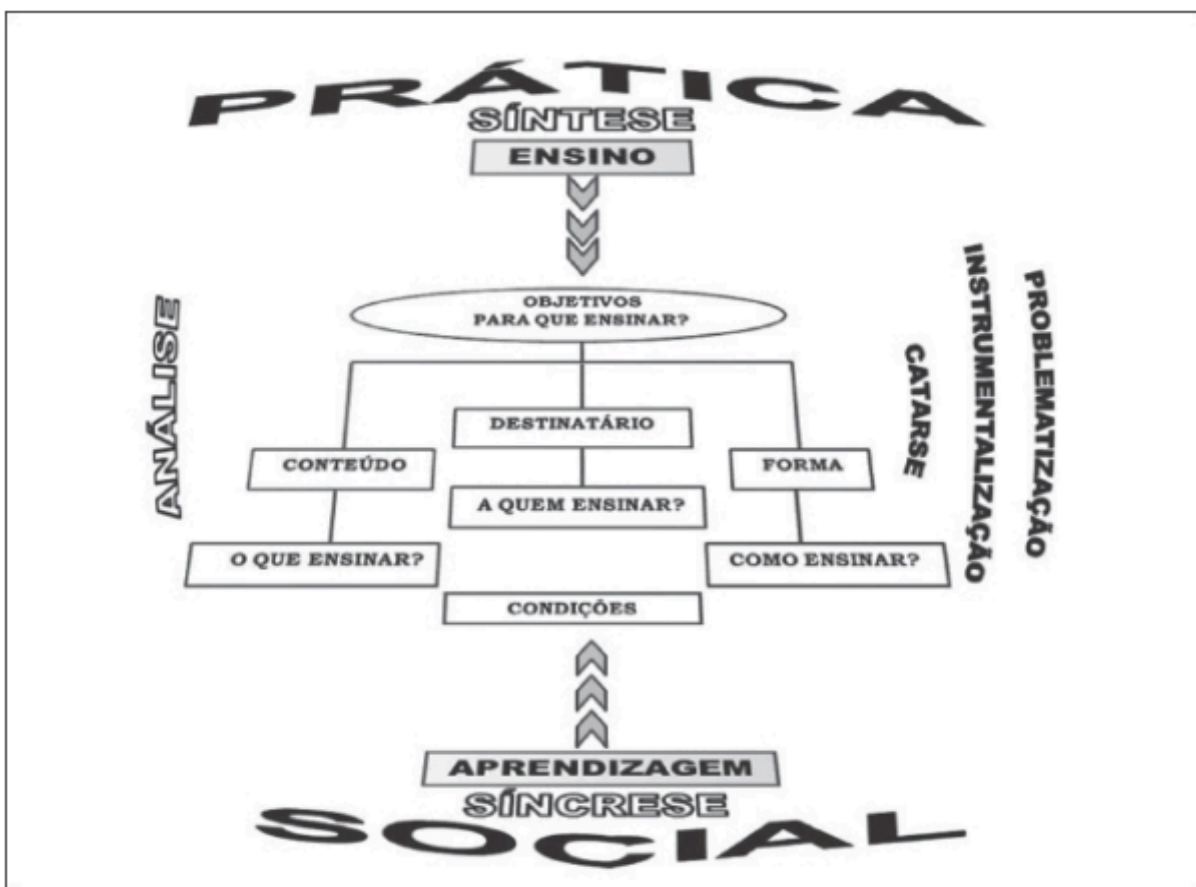 PRÁTICA
SÍNTESE
ENSINO
OBJETIVOS
PARA QUE ENSINAR?
ANÁLISE
CONTEÚDO
DESTINATÁRIO
FORMA
O QUE ENSINAR?
A QUEM ENSINAR?
COMO ENSINAR?
CONDIÇÕES
CATARSE
INSTRUMENTALIZAÇÃO
PROBLEMATIZAÇÃO
APRENDIZAGEM
SÍNCRESE
SOCIAL